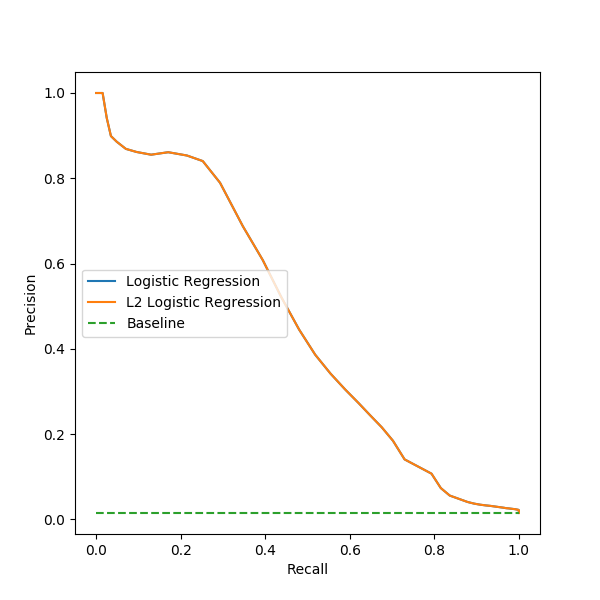 1.0
0.8
0.6
0.4
0.2
0.0
Precision
Logistic Regression
L2 Logistic Regression
Baseline
0.0 0.2 0.4 0.6 0.8 1.0
Recall